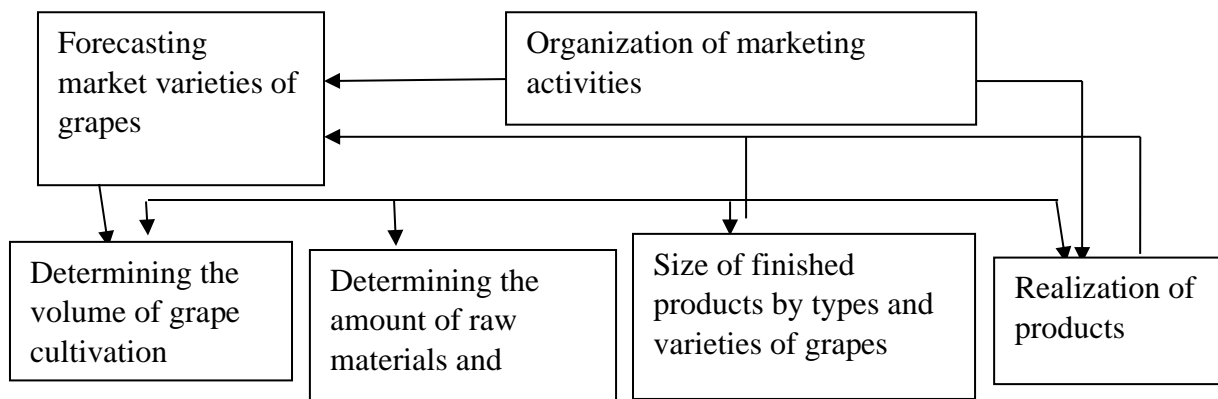 Forecasting
market varieties of
grapes
Organization of marketing
activities
Determining the
volume of grape
cultivation
Determining the
amount of raw
materials and
Size of finished
products by types and
varieties of grapes
Realization of
products